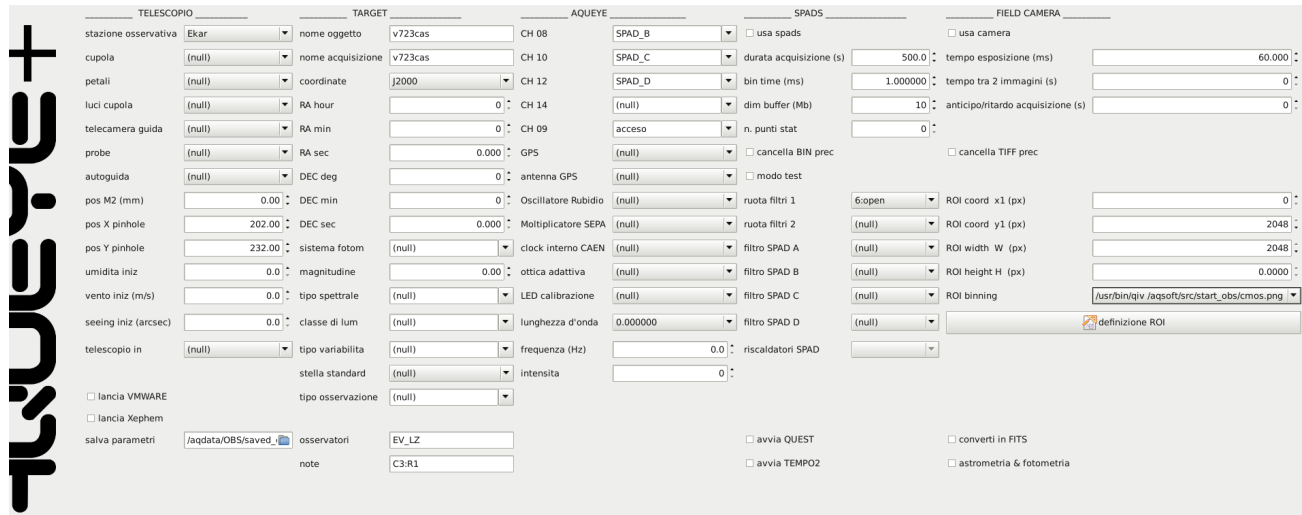 __________ TELESCOPIO __________ __________ TARGET __________ __________ AQUEYE __________ __________ SPADS __________ __________ FIELD CAMERA __________
stazione osservativa Ekar nome oggetto v723cas CH 08 SPAD_B usa spads usa camera
cupola (null) nome acquisizione v723cas CH 10 SPAD_C durata acquisizione (s) 500.0 tempo esposizione (ms) 60.000
petali (null) coordinate J2000 CH 12 SPAD_D bin time (ms) 1.000000 tempo tra 2 immagini (s) 0
luci cupola (null) RA hour 0 CH 14 (null) dim buffer (Mb) 10 anticipo/ritardo acquisizione (s) 0
telecamera guida (null) RA min 0 CH 09 acceso n. punti stat 0
probe (null) RA sec 0.000 GPS (null) cancella BIN prec cancella TIFF prec
autoguida (null) DEC deg 0 antenna GPS (null) modo test
pos M2 (mm) 0.00 DEC min 0 Oscillatore Rubidio (null) ruota filtri 1 6:open ROI coord x1 (px) 0
pos X pinhole 202.00 DEC sec 0.000 Moltiplicatore SEPA (null) ruota filtri 2 (null) ROI coord y1 (px) 2048
pos Y pinhole 232.00 sistema fotom (null) clock interno CAEN (null) filtro SPAD A (null) ROI width W (px) 2048
umidita iniz 0.0 magnitudine 0.00 ottica adattiva (null) filtro SPAD B (null) ROI height H (px) 0.0000
vento iniz (m/s) 0.0 tipo spettrale (null) LED calibrazione (null) filtro SPAD C (null) ROI binning /usr/bin/qiv /aqsoft/src/start_obs/cmos.png
seeing iniz (arcsec) 0.0 classe di lum (null) lunghezza d'onda 0.000000 filtro SPAD D (null) definizione ROI
telescopio in (null) tipo variabilita (null) frequenza (Hz) 0.0 riscaldatori SPAD
stella standard (null) intensita 0
lancia VMWARE tipo osservazione (null)
lancia Xephem
salva parametri /aqdata/OBS/saved_ osservatori EV_LZ avvia QUEST converti in FITS
note C3:R1 avvia TEMPO2 astrometria & fotometria